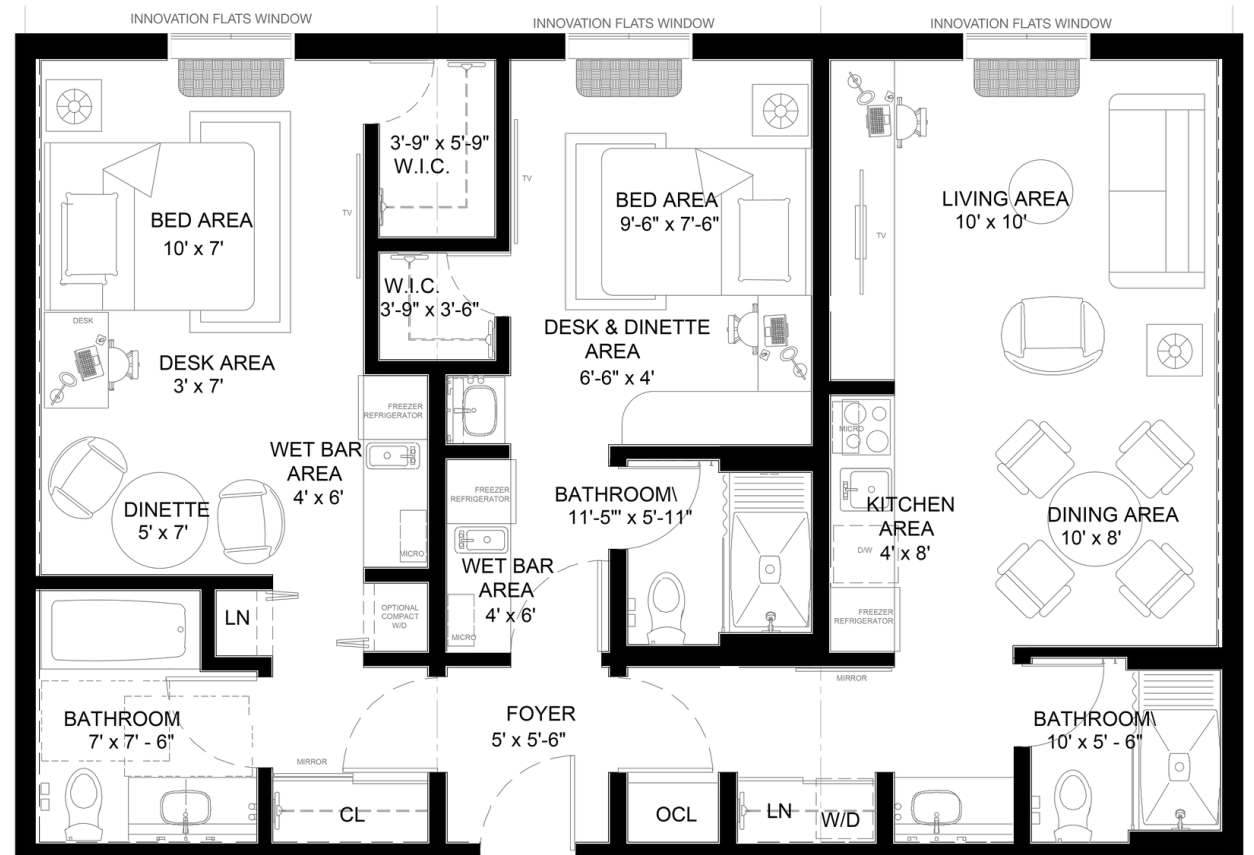 INNOVATION FLATS WINDOW
INNOVATION FLATS WINDOW
INNOVATION FLATS WINDOW
3'-9" x 5'-9"
W.I.C.
TV
BED AREA
10' x 7'
TV
BED AREA
9'-6" x 7'-6"
LIVING AREA
10' x 10'
TV
W.I.C.
3'-9" x 3'-6"
DESK
DESK AREA
3' x 7'
DESK & DINETTE
AREA
6'-6" x 4'
FREEZER
REFRIGERATOR
MICRO
WET BAR
AREA
4' x 6'
DINETTE
5' x 7'
MICRO
FREEZER
REFRIGERATOR
BATHROOM\
11'-5"' x 5'-11"
KITCHEN
AREA
4' x 8'
D/W
DINING AREA
10' x 8'
WET BAR
AREA
4' x 6'
MICRO
LN
OPTIONAL
COMPACT
W/D
FREEZER
REFRIGERATOR
MIRROR
BATHROOM
7' x 7' - 6"
FOYER
5' x 5'-6"
BATHROOM\
10' x 5' - 6"
MIRROR
CL
OCL
LN
W/D